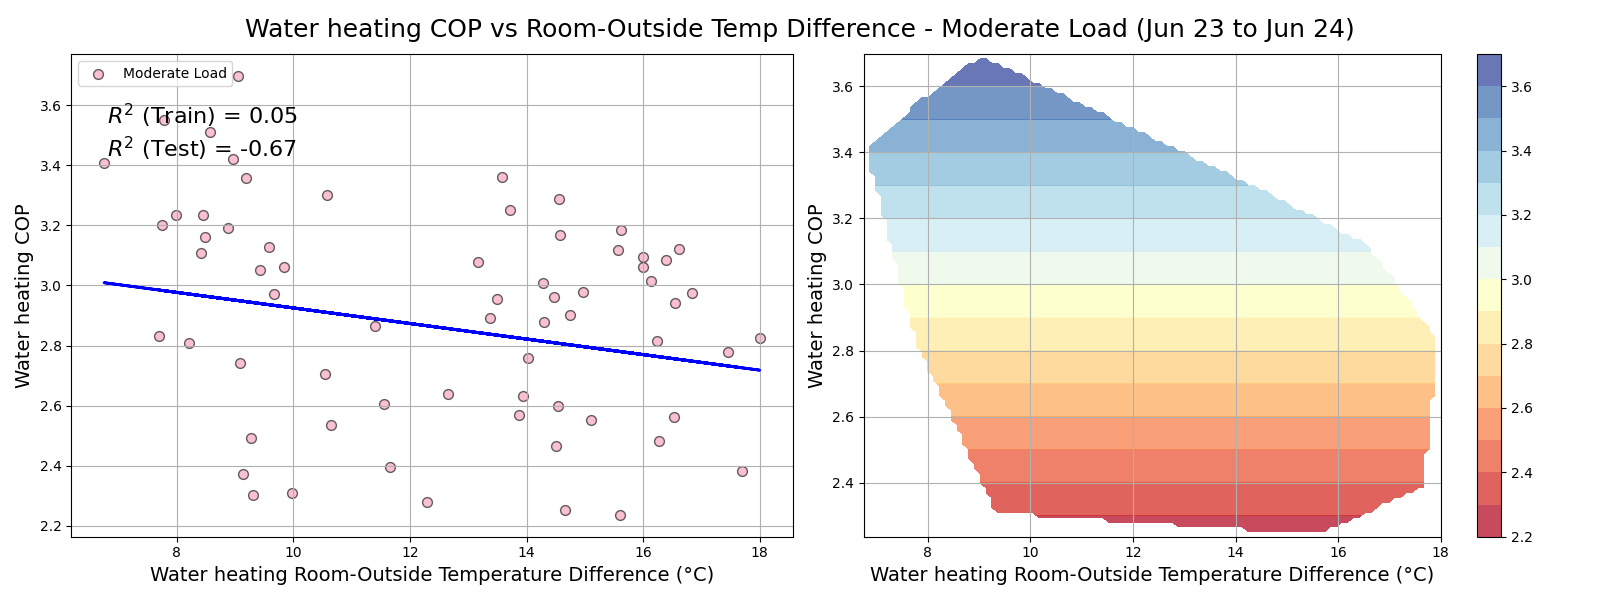 Water heating COP vs Room-Outside Temp Difference - Moderate Load (Jun 23 to Jun 24)
Moderate Load
R² (Train) = 0.05
R² (Test) = -0.67
Water heating COP
3.6
3.4
3.2
3.0
2.8
2.6
2.4
2.2
8 10 12 14 16 18
Water heating Room-Outside Temperature Difference (°C)
Water heating COP
3.6
3.4
3.2
3.0
2.8
2.6
2.4
8 10 12 14 16 18
Water heating Room-Outside Temperature Difference (°C)
3.6
3.4
3.2
3.0
2.8
2.6
2.4
2.2